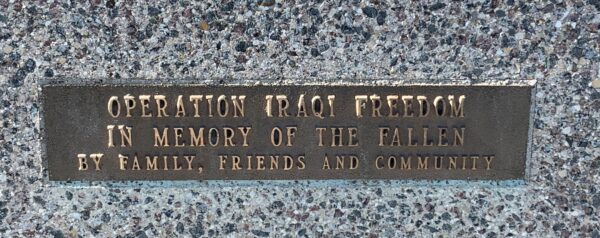 OPERATION IRAQI FREEDOM
IN MEMORY OF THE FALLEN
BY FAMILY, FRIENDS AND COMMUNITY